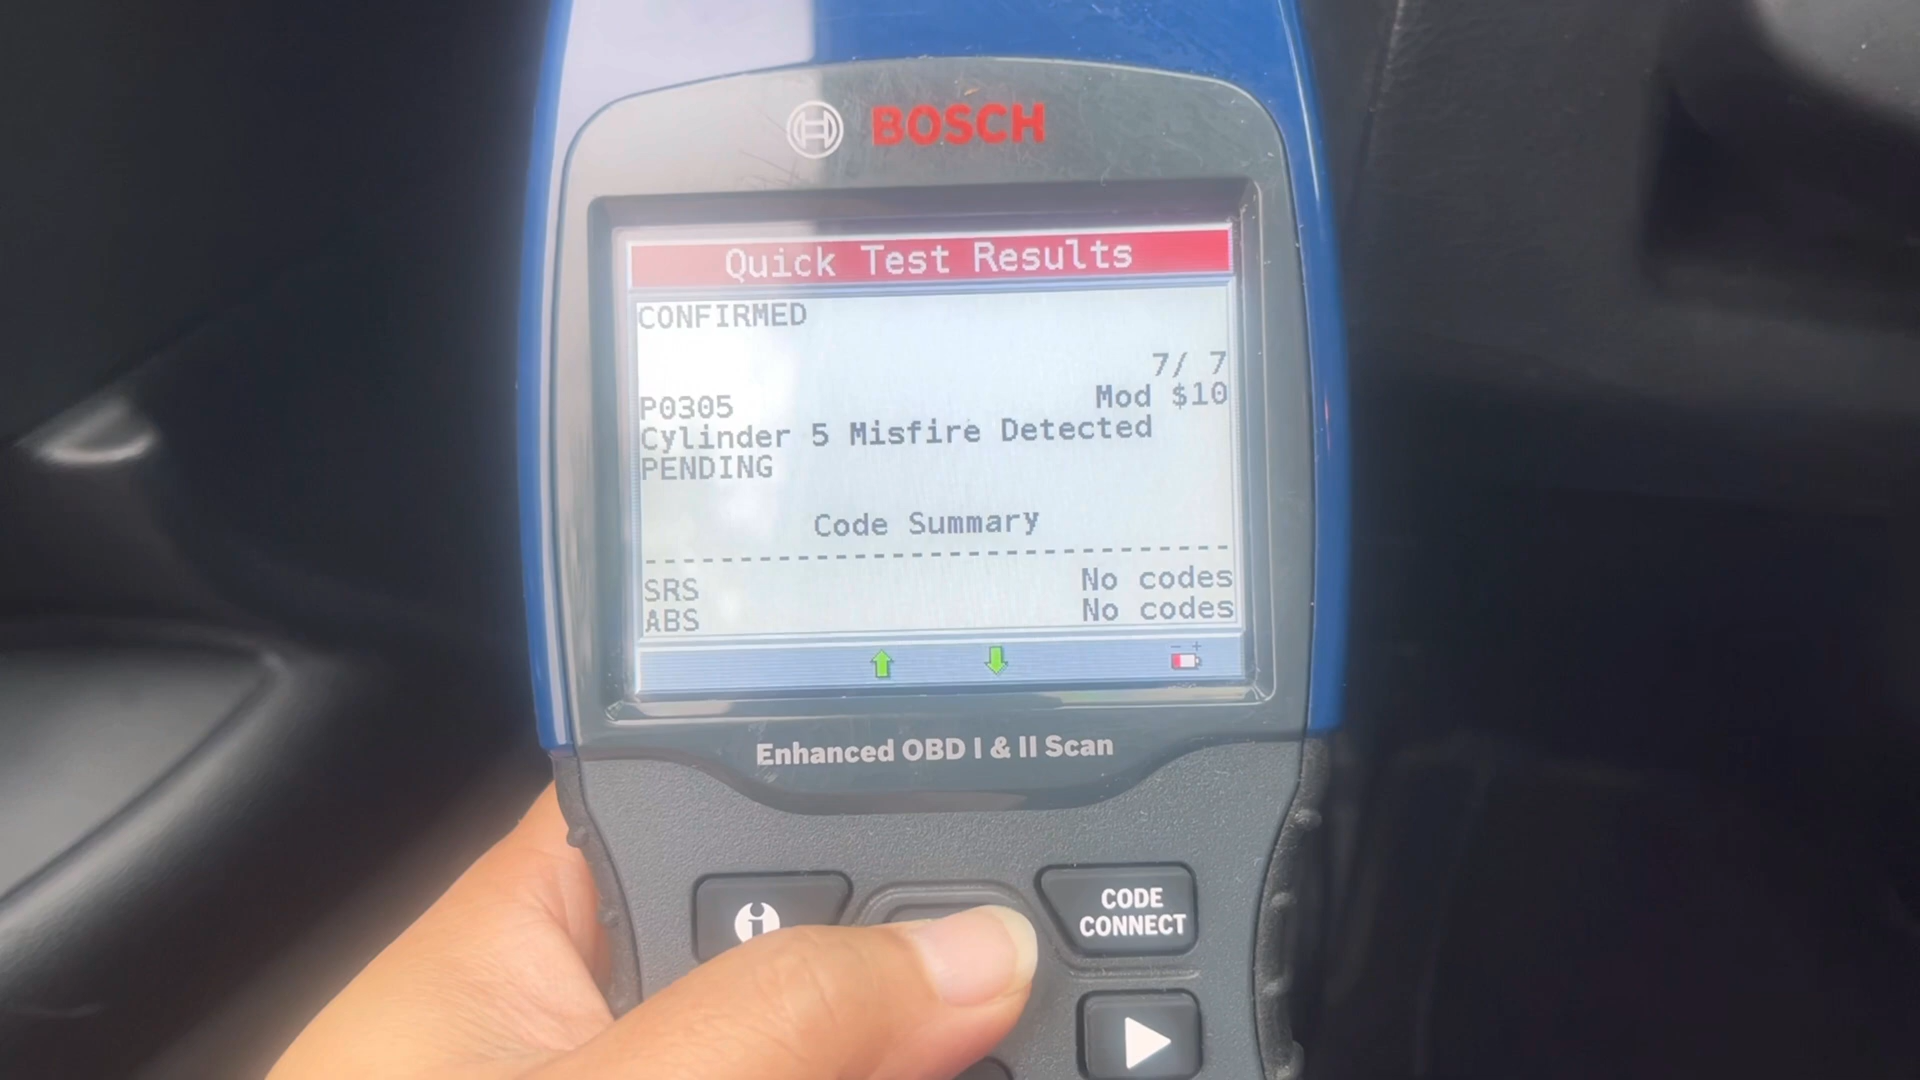 BOSCH
Quick Test Results
CONFIRMED
7/ 7
P0305 Mod $10
Cylinder 5 Misfire Detected
PENDING
Code Summary
--------------------------------
SRS No codes
ABS No codes
- +
Enhanced OBD I & II Scan
i
CODE
CONNECT